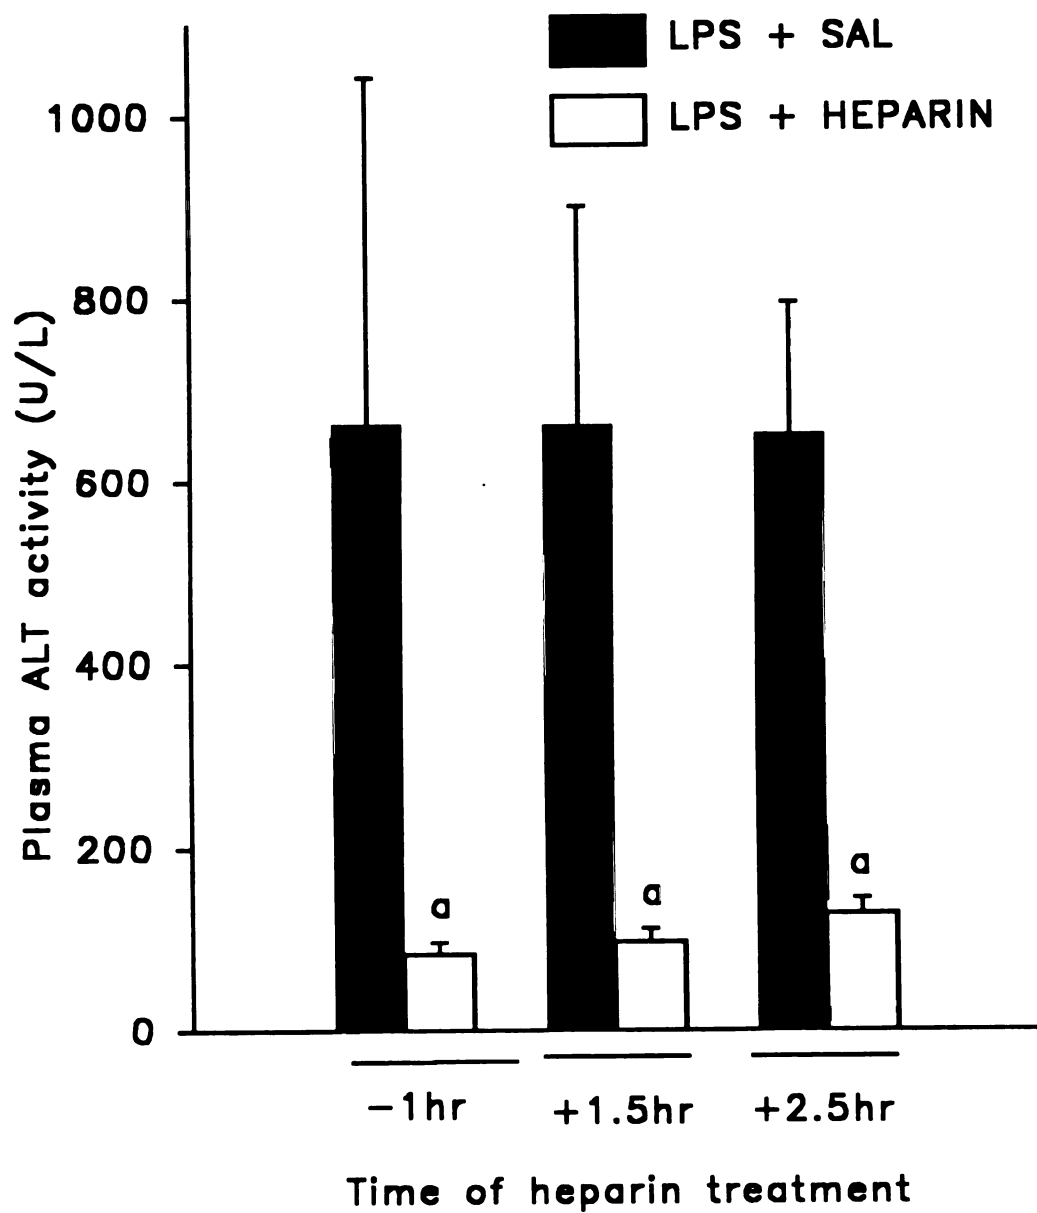 LPS + SAL
LPS + HEPARIN
1000
800
600
400
200
0
Plasma ALT activity (U/L)
a
a
a
-1hr
+1.5hr
+2.5hr
Time of heparin treatment